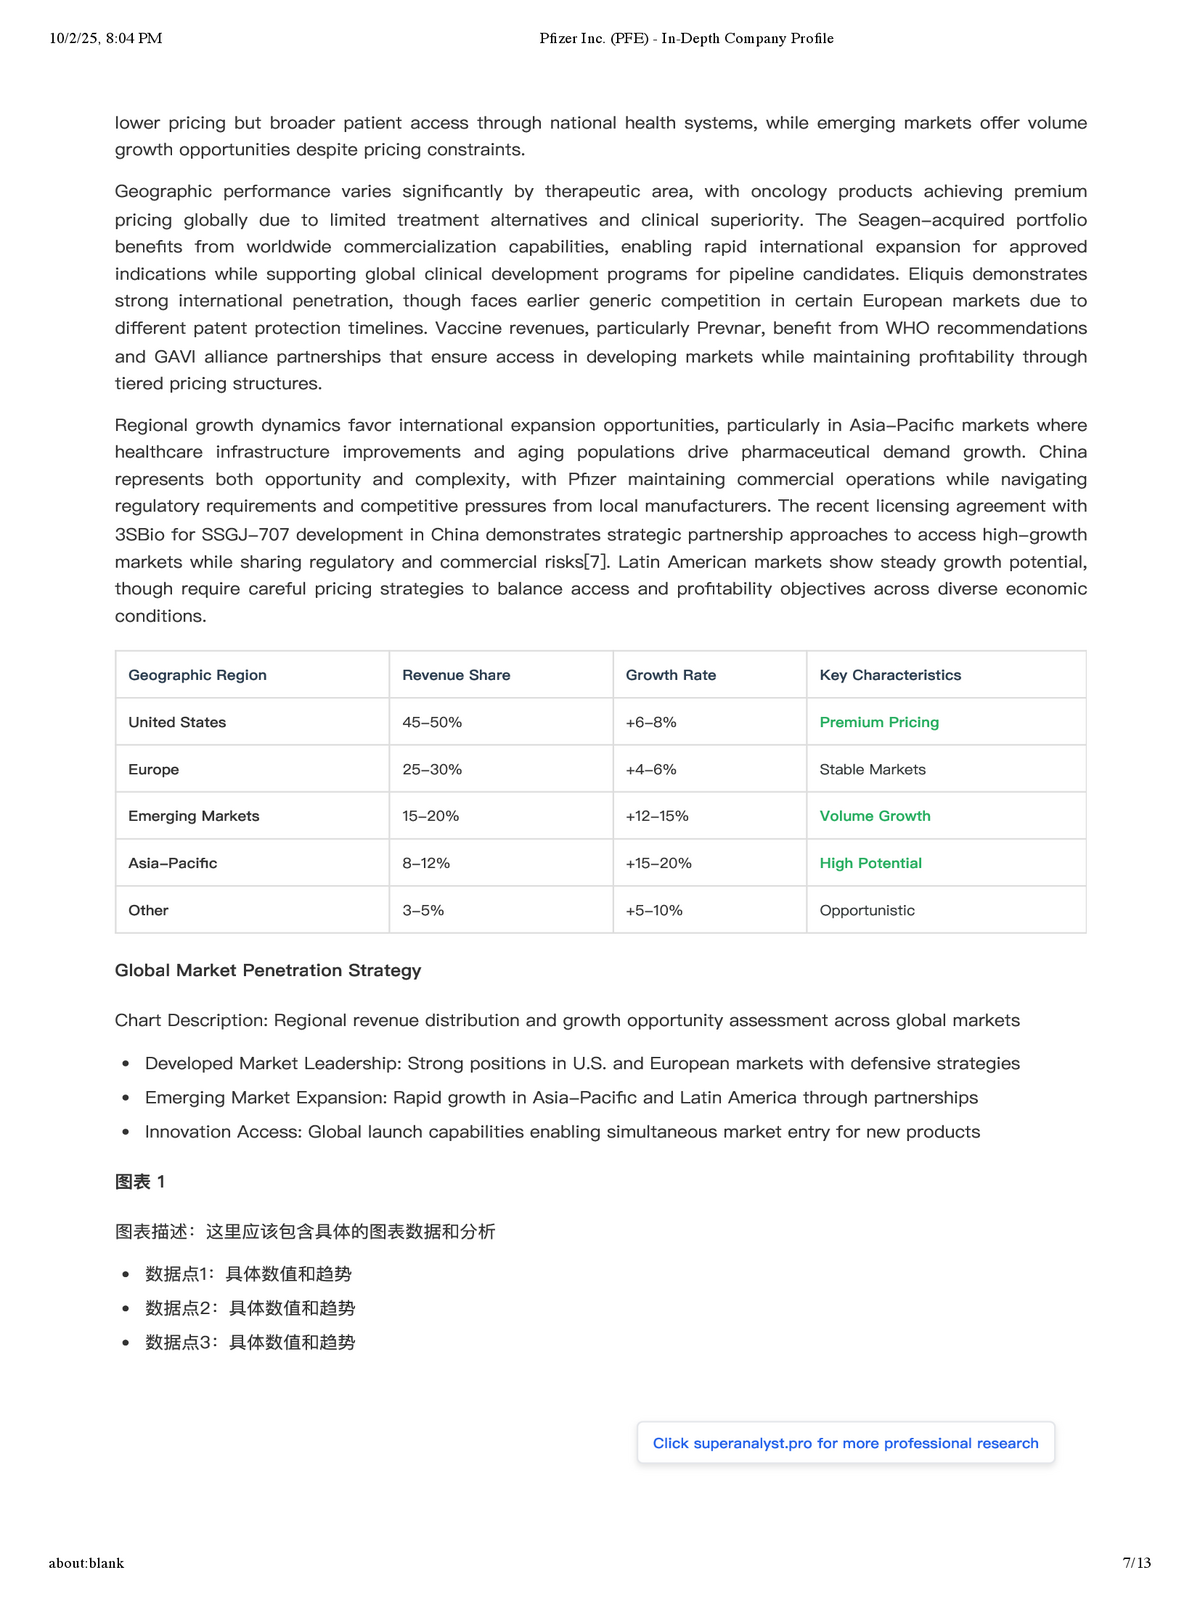 10/2/25, 8:04 PM
Pfizer Inc. (PFE) - In-Depth Company Profile
lower pricing but broader patient access through national health systems, while emerging markets offer volume
growth opportunities despite pricing constraints.
Geographic performance varies significantly by therapeutic area, with oncology products achieving premium
pricing globally due to limited treatment alternatives and clinical superiority. The Seagen–acquired portfolio
benefits from worldwide commercialization capabilities, enabling rapid international expansion for approved
indications while supporting global clinical development programs for pipeline candidates. Eliquis demonstrates
strong international penetration, though faces earlier generic competition in certain European markets due to
different patent protection timelines. Vaccine revenues, particularly Prevnar, benefit from WHO recommendations
and GAVI alliance partnerships that ensure access in developing markets while maintaining profitability through
tiered pricing structures.
Regional growth dynamics favor international expansion opportunities, particularly in Asia–Pacific markets where
healthcare infrastructure improvements and aging populations drive pharmaceutical demand growth. China
represents both opportunity and complexity, with Pfizer maintaining commercial operations while navigating
regulatory requirements and competitive pressures from local manufacturers. The recent licensing agreement with
3SBio for SSGJ–707 development in China demonstrates strategic partnership approaches to access high–growth
markets while sharing regulatory and commercial risks[7]. Latin American markets show steady growth potential,
though require careful pricing strategies to balance access and profitability objectives across diverse economic
conditions.
Geographic Region Revenue Share Growth Rate Key Characteristics
United States 45–50% +6–8% Premium Pricing
Europe 25–30% +4–6% Stable Markets
Emerging Markets 15–20% +12–15% Volume Growth
Asia–Pacific 8–12% +15–20% High Potential
Other 3–5% +5–10% Opportunistic
Global Market Penetration Strategy
Chart Description: Regional revenue distribution and growth opportunity assessment across global markets
• Developed Market Leadership: Strong positions in U.S. and European markets with defensive strategies
• Emerging Market Expansion: Rapid growth in Asia–Pacific and Latin America through partnerships
• Innovation Access: Global launch capabilities enabling simultaneous market entry for new products
图表 1
图表描述：这里应该包含具体的图表数据和分析
• 数据点1：具体数值和趋势
• 数据点2：具体数值和趋势
• 数据点3：具体数值和趋势
Click superanalyst.pro for more professional research
about:blank
7/13